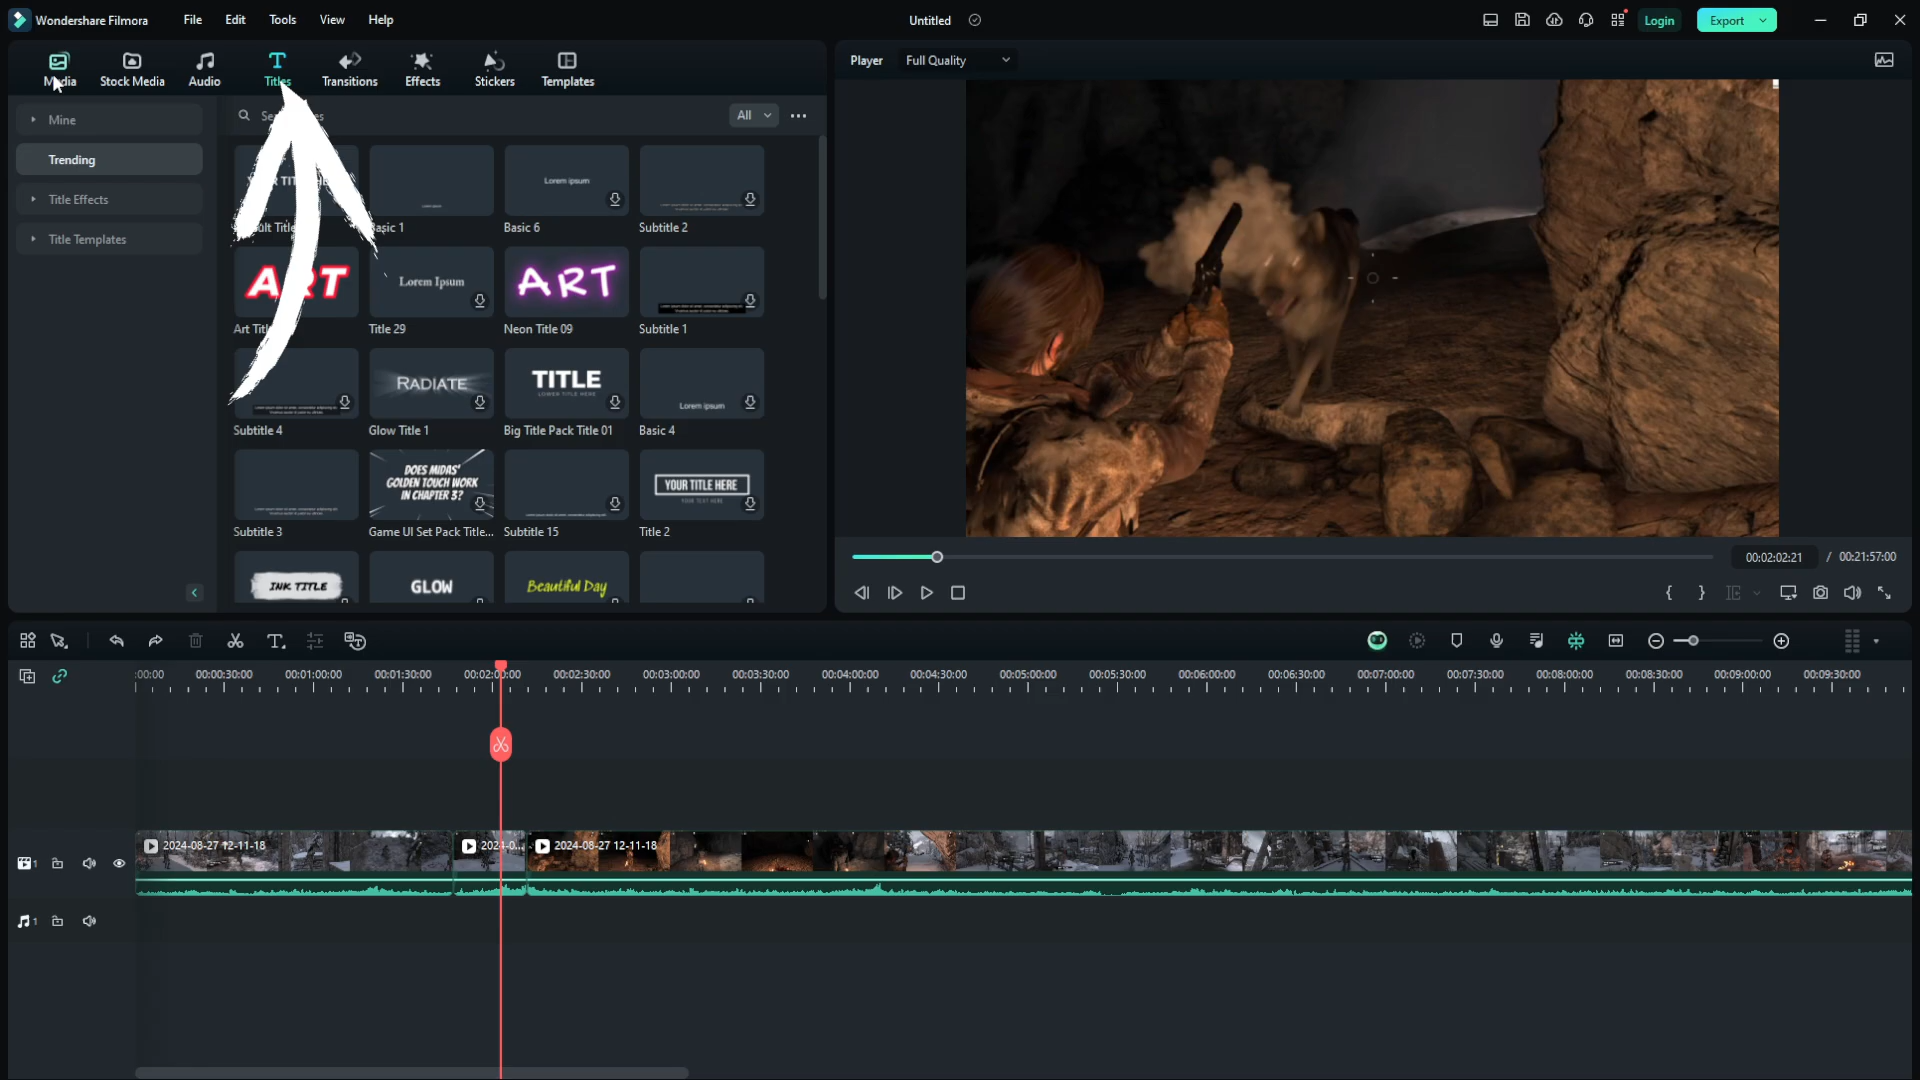 Wondershare Filmora File Edit Tools View Help Untitled Login Export
Media Stock Media Audio Titles Transitions Effects Stickers Templates
Player Full Quality
Mine
Trending
Title Effects
Title Templates
All
Lorem ipsum
Basic 6
Subtitle 2
ART
Lorem Ipsum
ART
Title 29
Neon Title 09
Subtitle 1
RADIATE
TITLE
LOWER TITLE HERE
Lorem ipsum
Subtitle 4
Glow Title 1
Big Title Pack Title 01
Basic 4
DOES MIDAS'
GOLDEN TOUCH WORK
IN CHAPTER 3?
YOUR TITLE HERE
YOUR TEXT HERE
Subtitle 3
Game UI Set Pack Title...
Subtitle 15
Title 2
INK TITLE
GLOW
Beautiful Day
00:02:02:21 / 00:21:57:00
:00:00 00:00:30:00 00:01:00:00 00:01:30:00 00:02:00:00 00:02:30:00 00:03:00:00 00:03:30:00 00:04:00:00 00:04:30:00 00:05:00:00 00:05:30:00 00:06:00:00 00:06:30:00 00:07:00:00 00:07:30:00 00:08:00:00 00:08:30:00 00:09:00:00 00:09:30:00
2024-08-27 12-11-18
2024-0...
2024-08-27 12-11-18
1
1